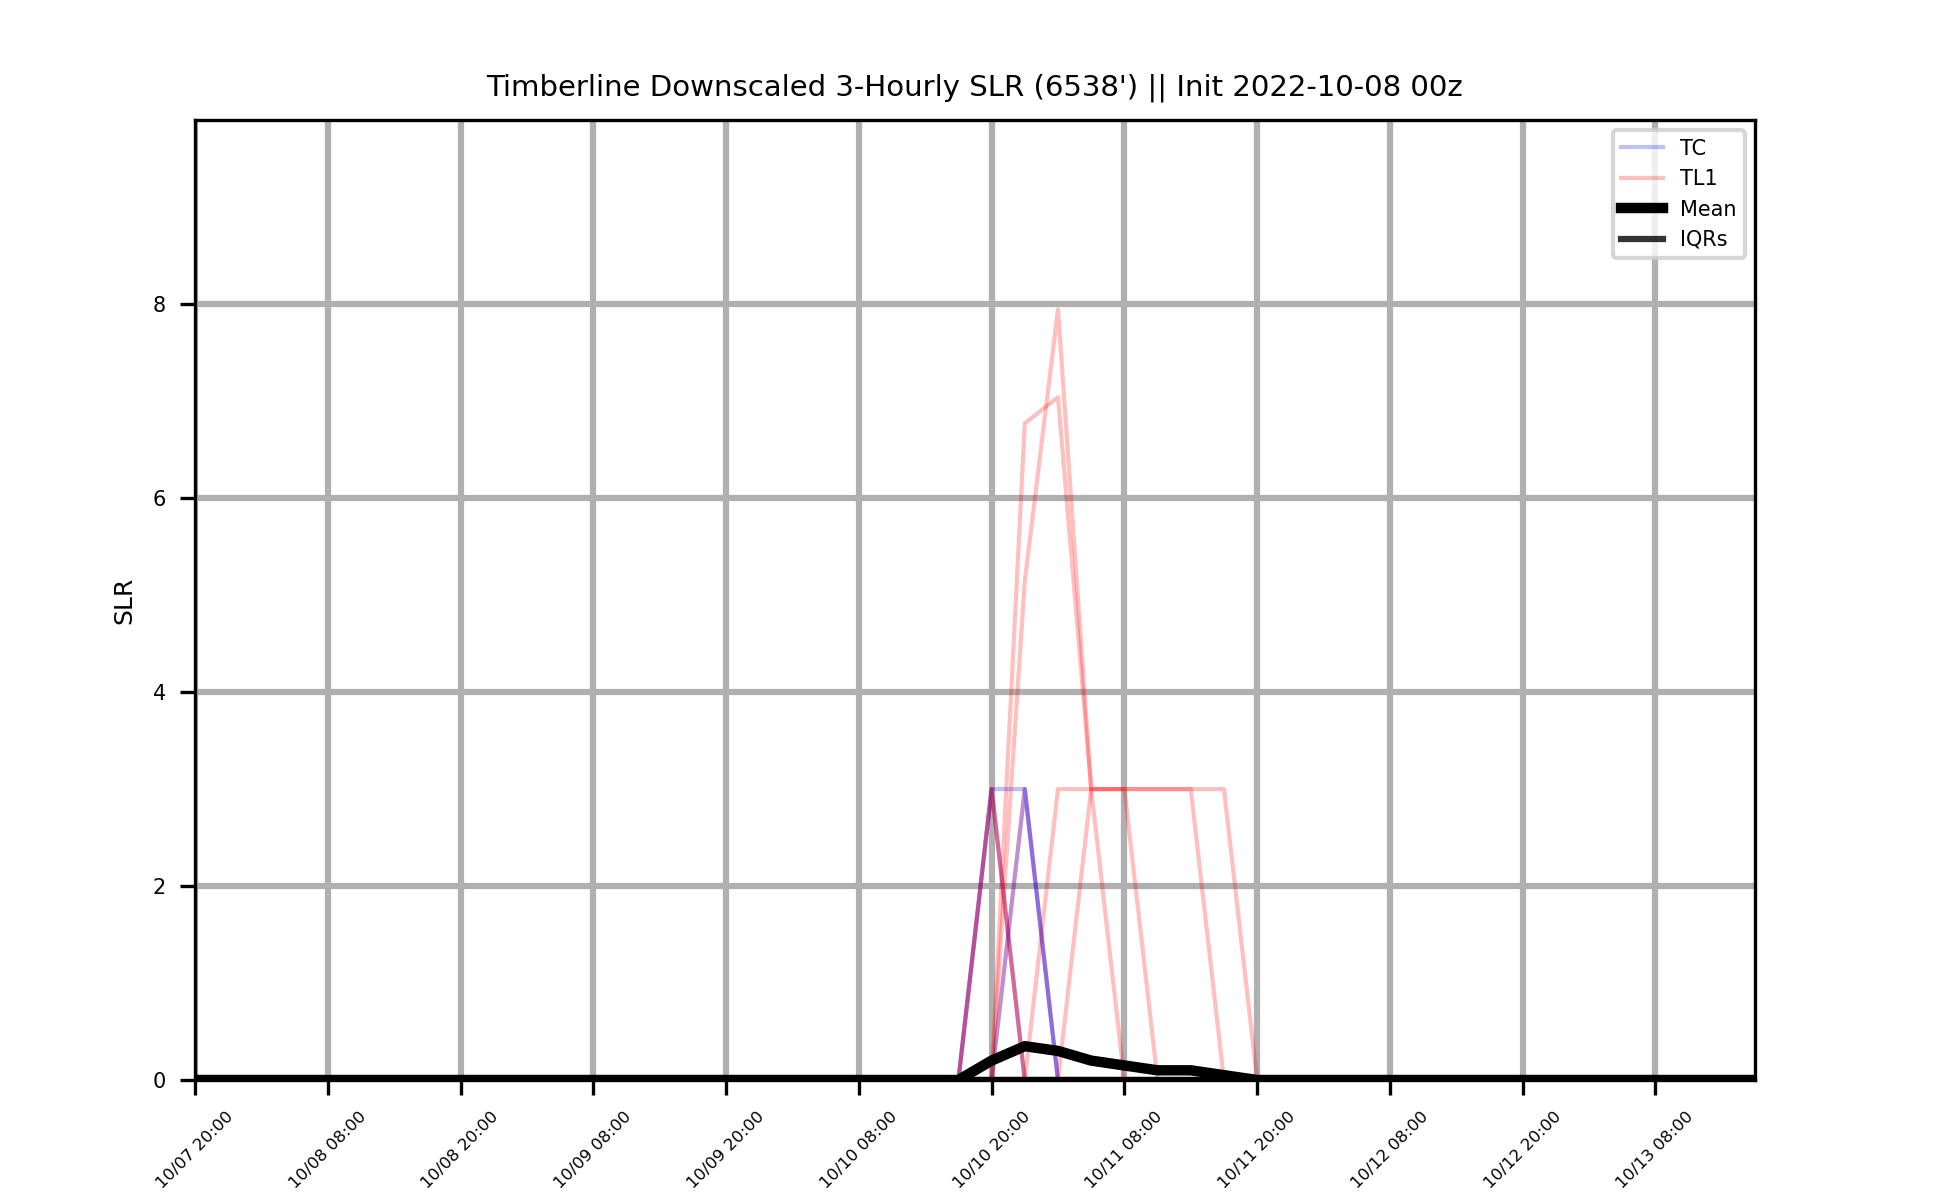 Timberline Downscaled 3-Hourly SLR (6538') || Init 2022-10-08 00z
TC
TL1
Mean
IQRs
SLR
8
6
4
2
0
10/07 20:00
10/08 08:00
10/08 20:00
10/09 08:00
10/09 20:00
10/10 08:00
10/10 20:00
10/11 08:00
10/11 20:00
10/12 08:00
10/12 20:00
10/13 08:00